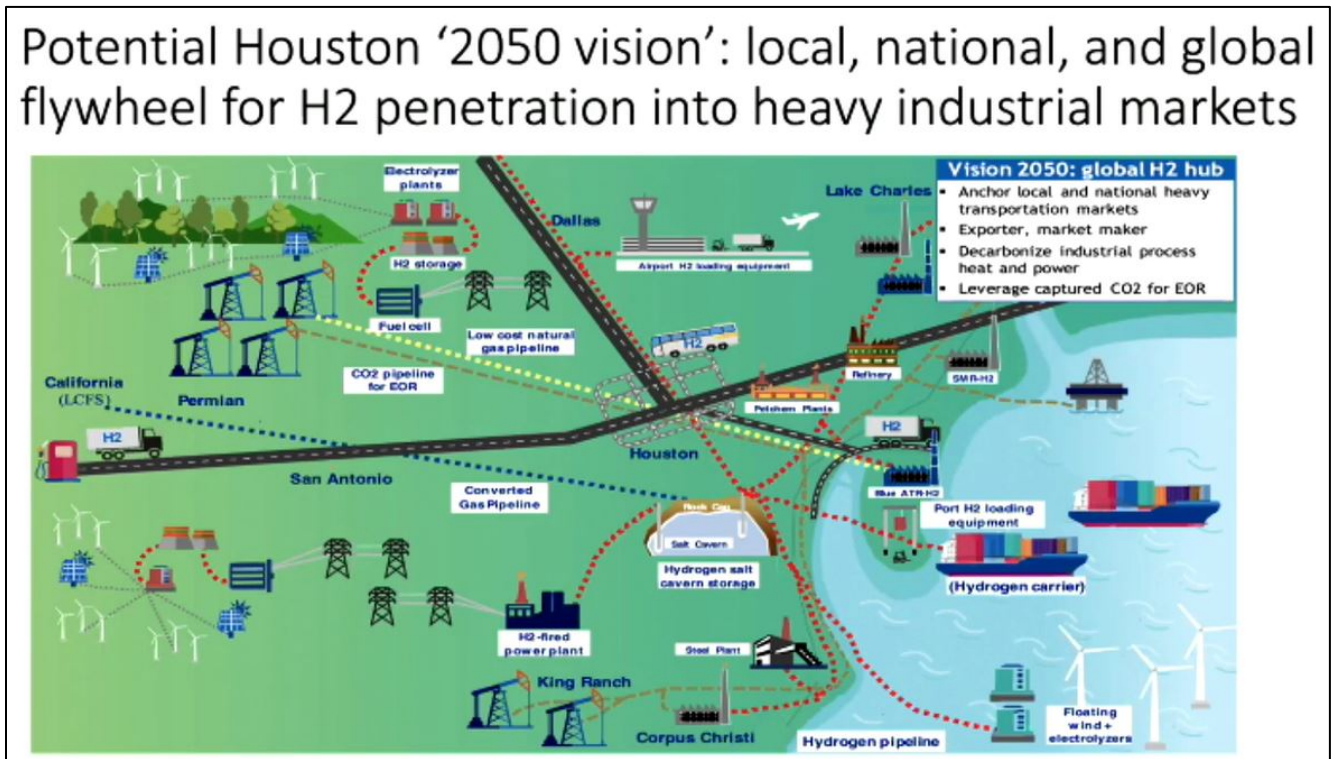 Potential Houston ‘2050 vision’: local, national, and global
flywheel for H2 penetration into heavy industrial markets
Vision 2050: global H2 hub
▪ Anchor local and national heavy
transportation markets
▪ Exporter, market maker
▪ Decarbonize industrial process
heat and power
▪ Leverage captured CO2 for EOR
Electrolyzer
plants
Lake Charles
Dallas
H2 storage
Airport H2 loading equipment
Fuel cell
Low cost natural
gas pipeline
H2
CO2 pipeline
for EOR
Refinery
SMR-H2
California
(LCFS)
Permian
Petchem Plants
H2
H2
Houston
San Antonio
Converted
Gas Pipeline
Blue ATR-H2
Rock Cap
Port H2 loading
equipment
Salt Cavern
Hydrogen salt
cavern storage
(Hydrogen carrier)
H2-fired
power plant
Steel Plant
King Ranch
Corpus Christi
Hydrogen pipeline
Floating
wind +
electrolyzers